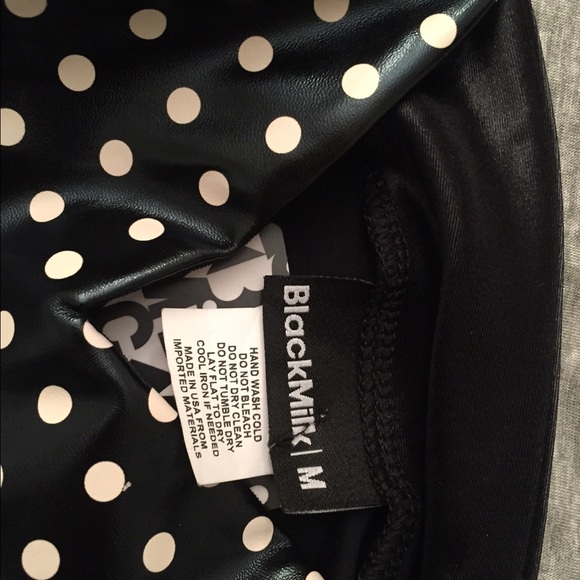 BlackMilk | M
HAND WASH COLD
DO NOT BLEACH
DO NOT DRY CLEAN
DO NOT TUMBLE DRY
LAY FLAT TO DRY
COOL IRON IF NEEDED
MADE IN USA FROM
IMPORTED MATERIALS